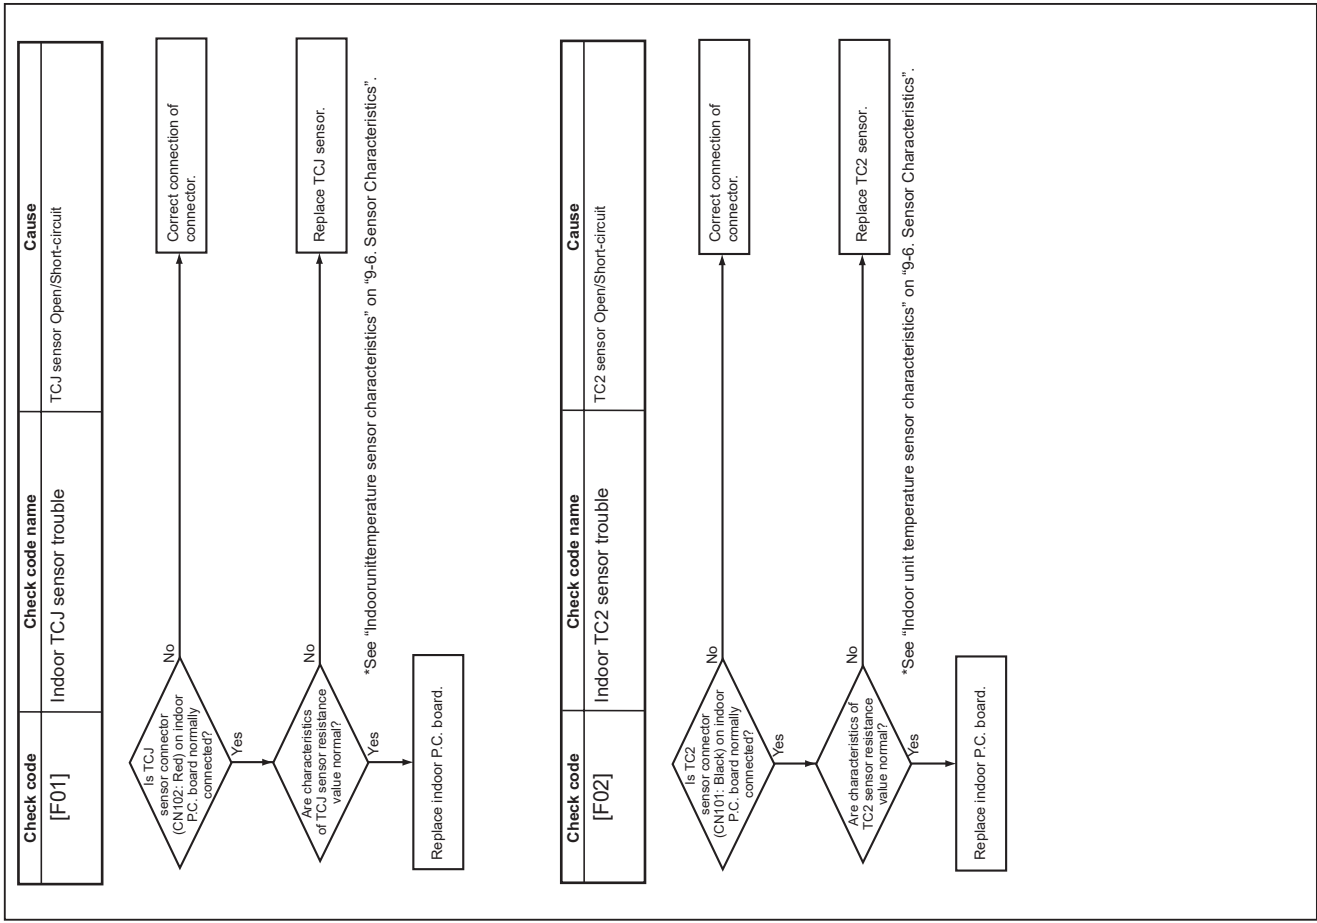 Check code
Check code name
Cause
[F01]
Indoor TCJ sensor trouble
TCJ sensor Open/Short-circuit
Is TCJ
sensor connector
(CN102: Red) on indoor
P.C. board normally
connected?
No
Correct connection of
connector.
Yes
Are characteristics
of TCJ sensor resistance
value normal?
No
Replace TCJ sensor.
Yes
*See “Indoorunittemperature sensor characteristics” on “9-6. Sensor Characteristics”.
Replace indoor P.C. board.
Check code
Check code name
Cause
[F02]
Indoor TC2 sensor trouble
TC2 sensor Open/Short-circuit
Is TC2
sensor connector
(CN101: Black) on indoor
P.C. board normally
connected?
No
Correct connection of
connector.
Yes
Are characteristics of
TC2 sensor resistance
value normal?
No
Replace TC2 sensor.
Yes
*See “Indoor unit temperature sensor characteristics” on “9-6. Sensor Characteristics”.
Replace indoor P.C. board.